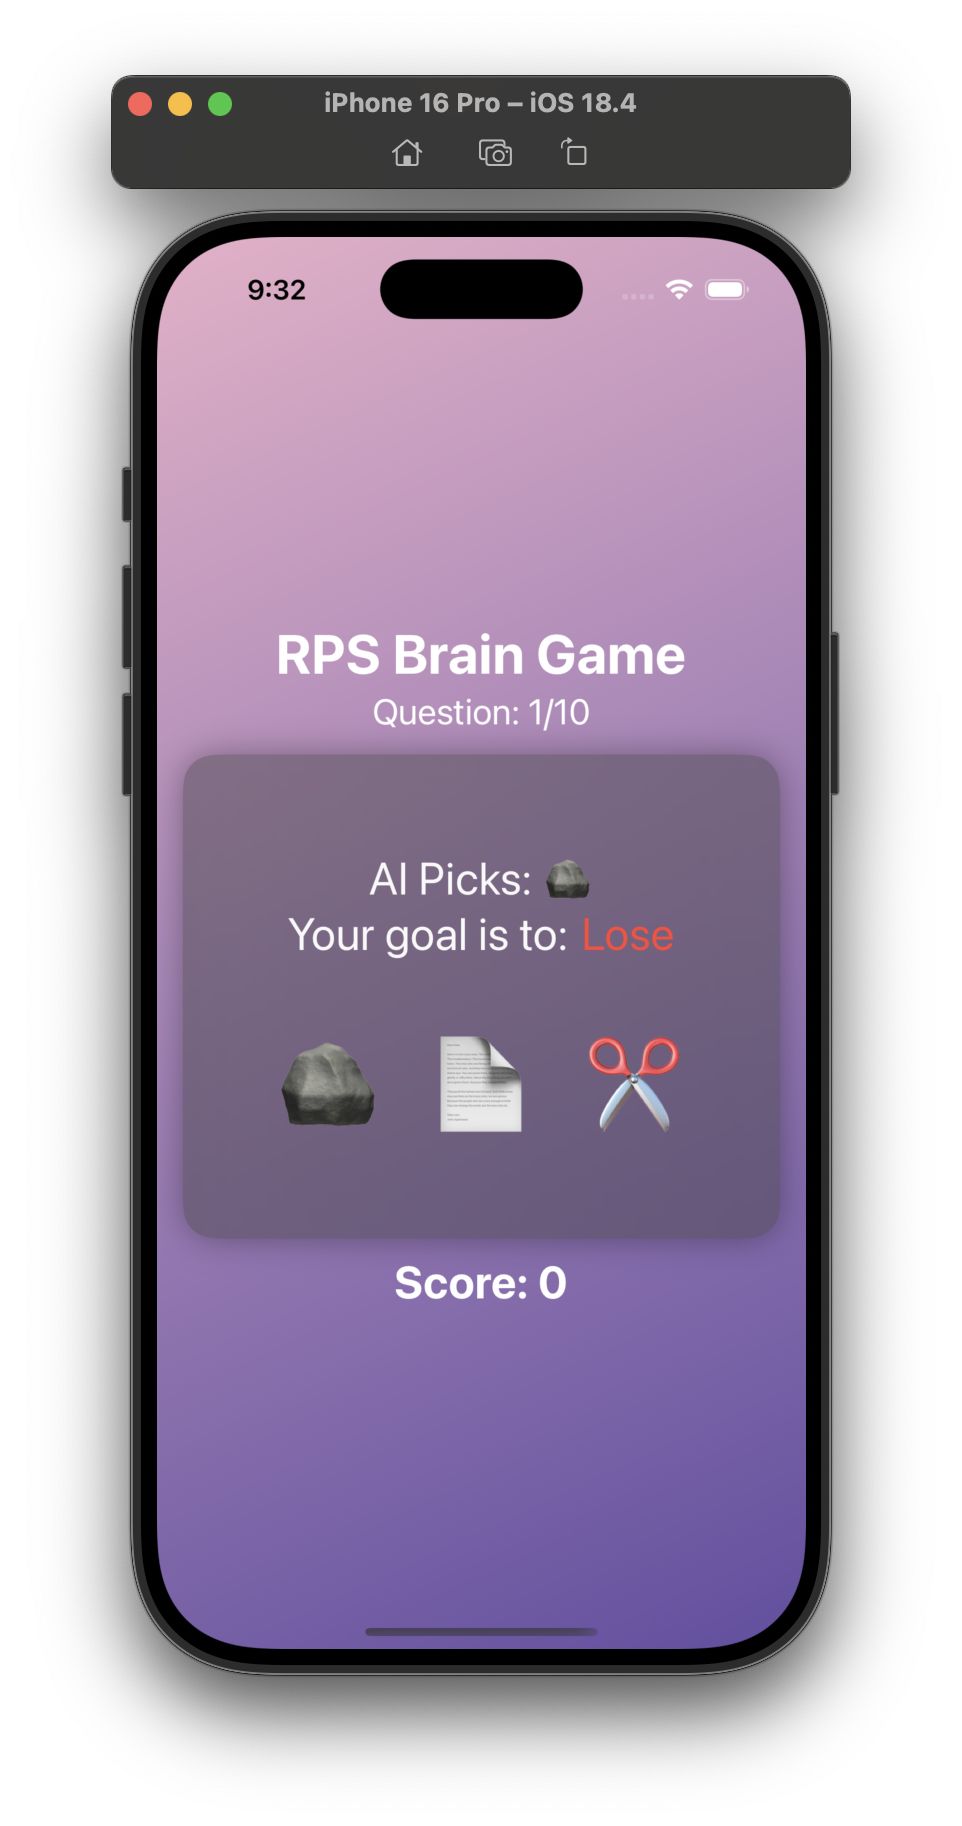 iPhone 16 Pro – iOS 18.4
9:32
RPS Brain Game
Question: 1/10
AI Picks:
Your goal is to: Lose
Score: 0